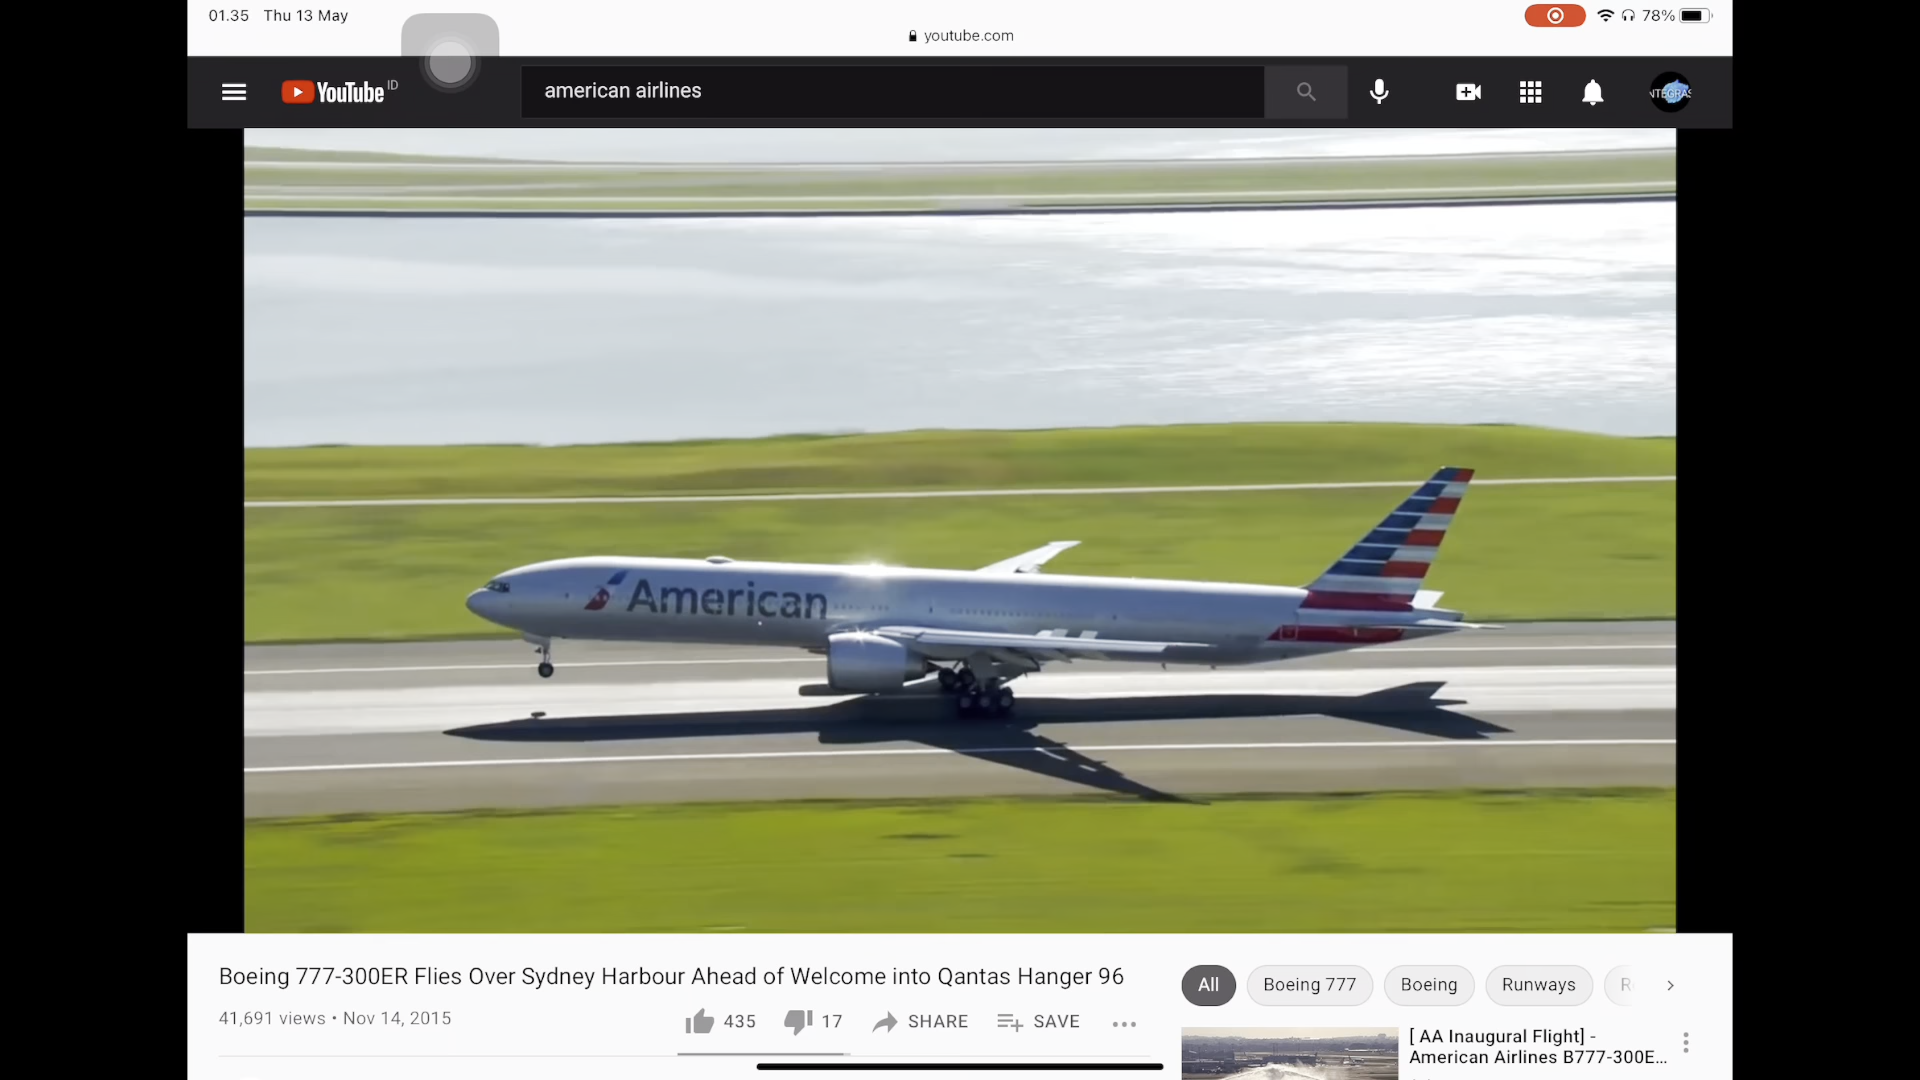 01.35 Thu 13 May
78%
youtube.com
YouTube ID
american airlines
American
Boeing 777-300ER Flies Over Sydney Harbour Ahead of Welcome into Qantas Hanger 96
41,691 views • Nov 14, 2015
435 17 SHARE SAVE
All Boeing 777 Boeing Runways
[ AA Inaugural Flight] -
American Airlines B777-300E...